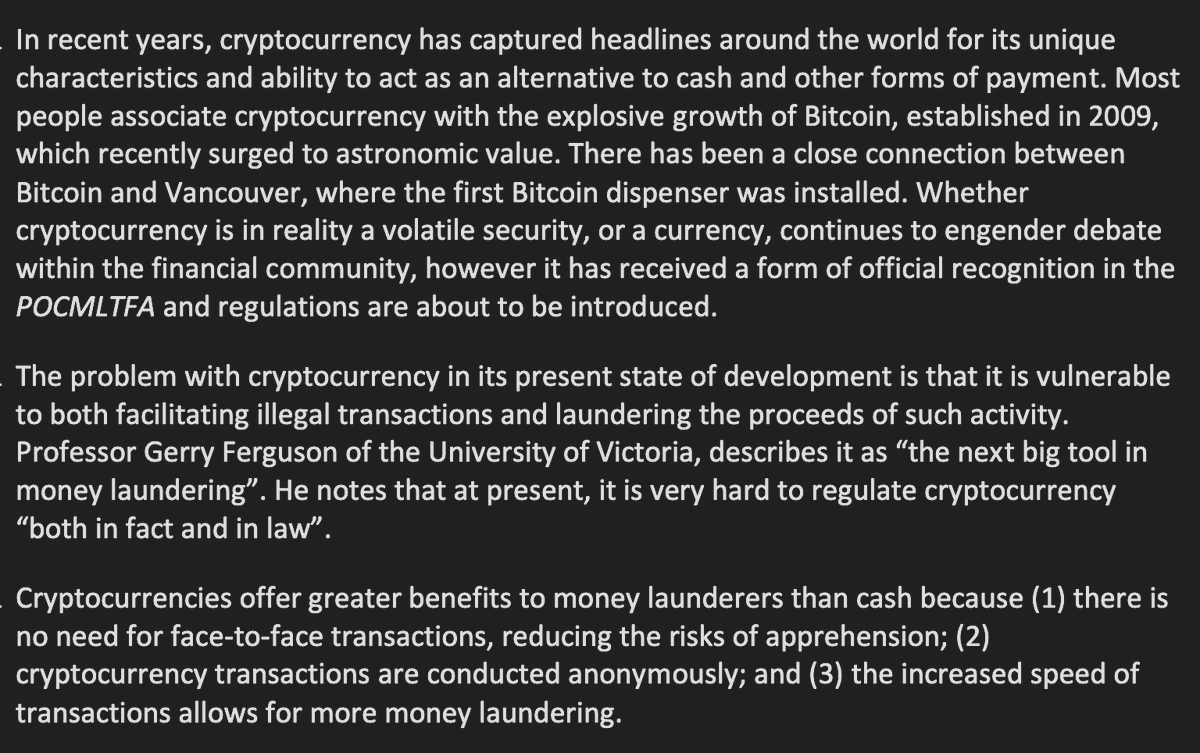 In recent years, cryptocurrency has captured headlines around the world for its unique
characteristics and ability to act as an alternative to cash and other forms of payment. Most
people associate cryptocurrency with the explosive growth of Bitcoin, established in 2009,
which recently surged to astronomic value. There has been a close connection between
Bitcoin and Vancouver, where the first Bitcoin dispenser was installed. Whether
cryptocurrency is in reality a volatile security, or a currency, continues to engender debate
within the financial community, however it has received a form of official recognition in the
POCMLTFA and regulations are about to be introduced.
The problem with cryptocurrency in its present state of development is that it is vulnerable
to both facilitating illegal transactions and laundering the proceeds of such activity.
Professor Gerry Ferguson of the University of Victoria, describes it as “the next big tool in
money laundering”. He notes that at present, it is very hard to regulate cryptocurrency
“both in fact and in law”.
Cryptocurrencies offer greater benefits to money launderers than cash because (1) there is
no need for face-to-face transactions, reducing the risks of apprehension; (2)
cryptocurrency transactions are conducted anonymously; and (3) the increased speed of
transactions allows for more money laundering.